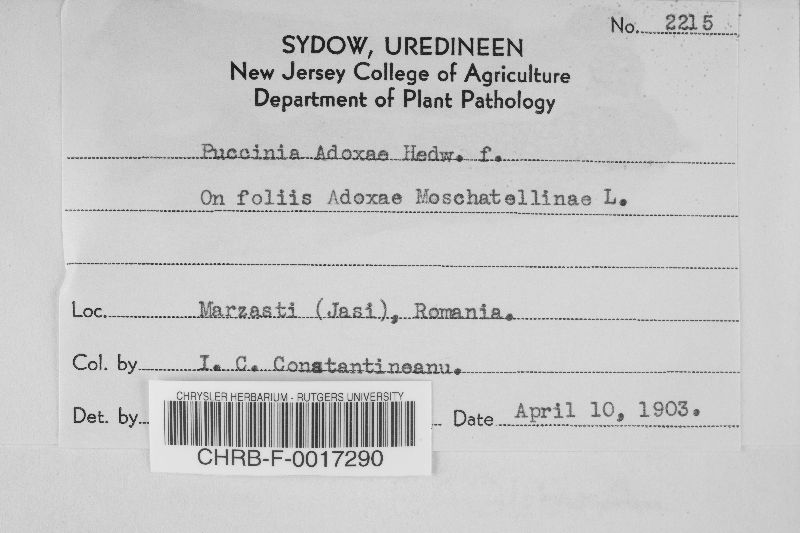 No. 2215
SYDOW, UREDINEEN
New Jersey College of Agriculture
Department of Plant Pathology
Puccinia Adoxae Hedw. f.
On foliis Adoxae Moschatellinae L.
Loc. Marzasti (Jasi), Romania.
Col. by I. C. Constantineanu.
Det. by
Date April 10, 1903.
CHRYSLER HERBARIUM - RUTGERS UNIVERSITY
CHRB-F-0017290